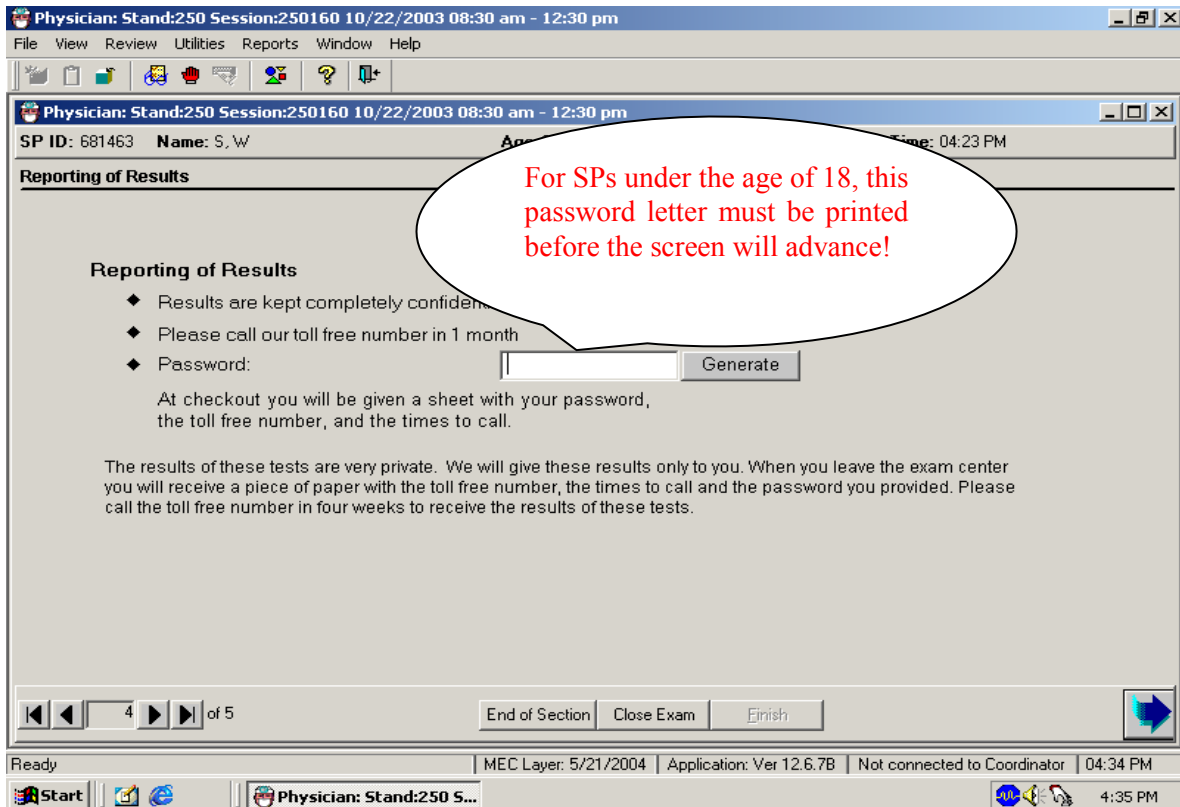 Physician: Stand:250 Session:250160 10/22/2003 08:30 am - 12:30 pm
File View Review Utilities Reports Window Help
Physician: Stand:250 Session:250160 10/22/2003 08:30 am - 12:30 pm
SP ID: 681463 Name: S, W Time: 04:23 PM
Reporting of Results
For SPs under the age of 18, this
password letter must be printed
before the screen will advance!
Reporting of Results
Results are kept completely
Please call our toll free number in 1 month
Password: Generate
At checkout you will be given a sheet with your password,
the toll free number, and the times to call.
The results of these tests are very private. We will give these results only to you. When you leave the exam center
you will receive a piece of paper with the toll free number, the times to call and the password you provided. Please
call the toll free number in four weeks to receive the results of these tests.
4 of 5 End of Section Close Exam Finish
Ready MEC Layer: 5/21/2004 Application: Ver 12.6.7B Not connected to Coordinator 04:34 PM
Start Physician: Stand:250 S... 4:35 PM